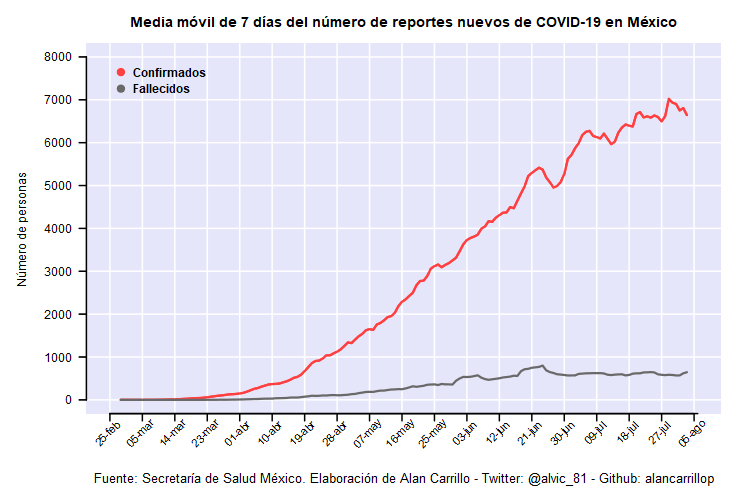 Media móvil de 7 días del número de reportes nuevos de COVID-19 en México
Confirmados
Fallecidos
Número de personas
8000
7000
6000
5000
4000
3000
2000
1000
0
25-feb
05-mar
14-mar
23-mar
01-abr
10-abr
19-abr
28-abr
07-may
16-may
25-may
03-jun
12-jun
21-jun
30-jun
09-jul
18-jul
27-jul
05-ago
Fuente: Secretaría de Salud México. Elaboración de Alan Carrillo - Twitter: @alvic_81 - Github: alancarrillop